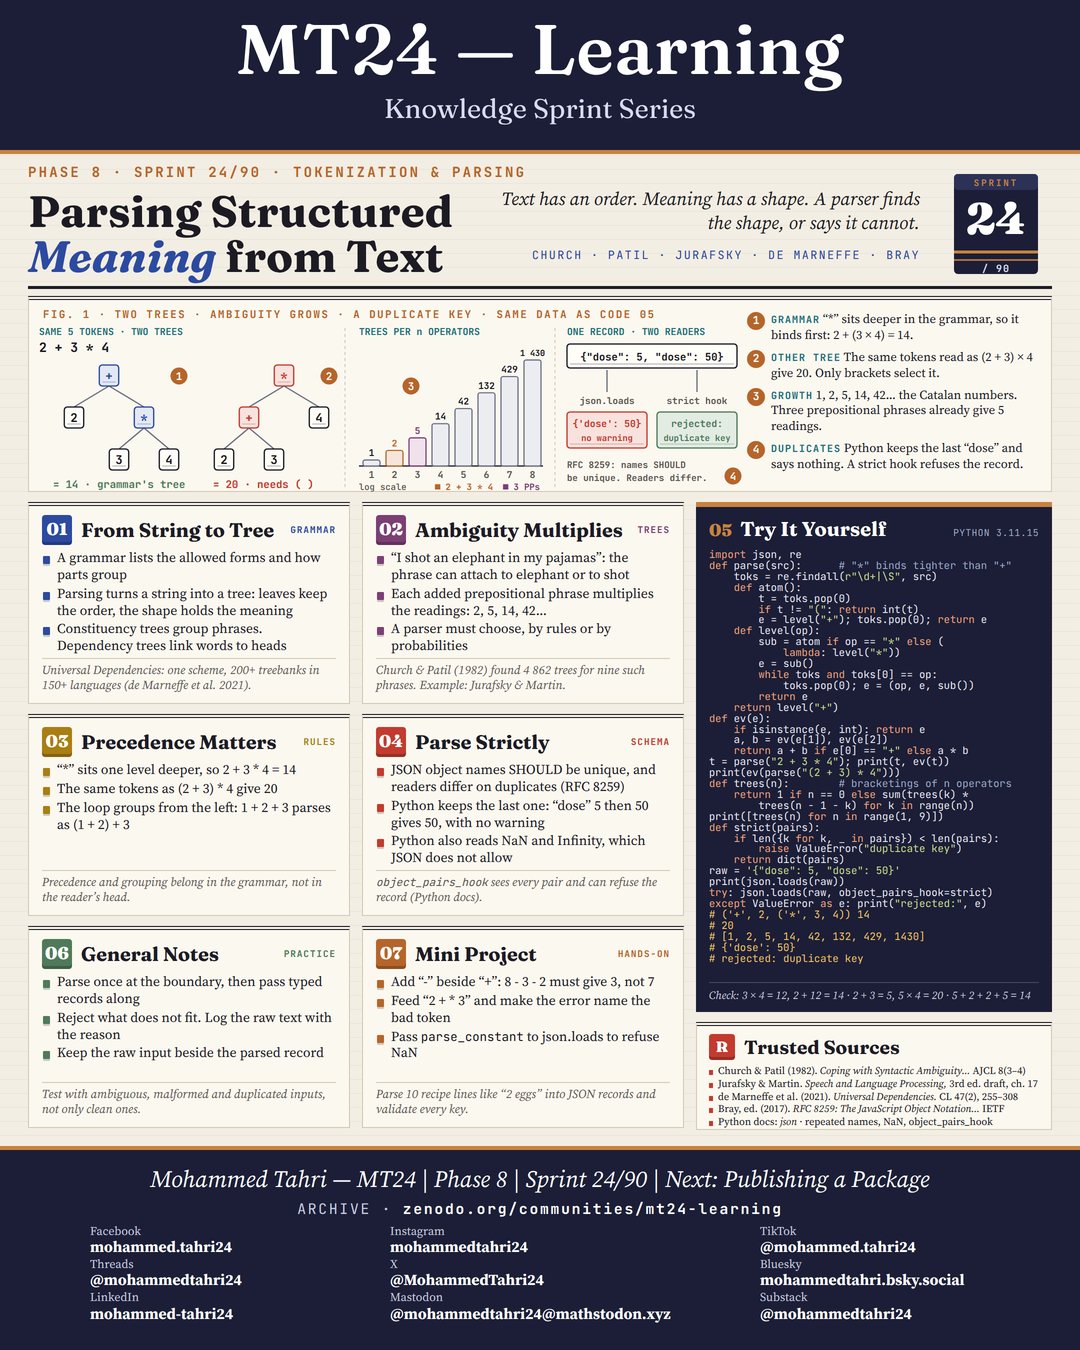 MT24 — Learning
Knowledge Sprint Series
PHASE 8 · SPRINT 24/90 · TOKENIZATION & PARSING
Parsing Structured
Meaning from Text
Text has an order. Meaning has a shape. A parser finds
the shape, or says it cannot.
CHURCH · PATIL · JURAFSKY · DE MARNEFFE · BRAY
SPRINT
24
/ 90
FIG. 1 · TWO TREES · AMBIGUITY GROWS · A DUPLICATE KEY · SAME DATA AS CODE 05
SAME 5 TOKENS · TWO TREES
2 + 3 * 4
+
1
2
*
3
4
= 14 · grammar's tree
*
2
+
4
2
3
= 20 · needs ( )
TREES PER n OPERATORS
3
1
2
5
14
42
132
429
1 430
1 2 3 4 5 6 7 8
log scale
■ 2 + 3 * 4
■ 3 PPs
ONE RECORD · TWO READERS
{"dose": 5, "dose": 50}
json.loads
strict hook
{'dose': 50}
no warning
rejected:
duplicate key
RFC 8259: names SHOULD
be unique. Readers differ.
4
1 GRAMMAR “*” sits deeper in the grammar, so it
binds first: 2 + (3 × 4) = 14.
2 OTHER TREE The same tokens read as (2 + 3) × 4
give 20. Only brackets select it.
3 GROWTH 1, 2, 5, 14, 42… the Catalan numbers.
Three prepositional phrases already give 5
readings.
4 DUPLICATES Python keeps the last “dose” and
says nothing. A strict hook refuses the record.
01 From String to Tree GRAMMAR
A grammar lists the allowed forms and how
parts group
Parsing turns a string into a tree: leaves keep
the order, the shape holds the meaning
Constituency trees group phrases.
Dependency trees link words to heads
Universal Dependencies: one scheme, 200+ treebanks in
150+ languages (de Marneffe et al. 2021).
02 Ambiguity Multiplies TREES
“I shot an elephant in my pajamas”: the
phrase can attach to elephant or to shot
Each added prepositional phrase multiplies
the readings: 2, 5, 14, 42…
A parser must choose, by rules or by
probabilities
Church & Patil (1982) found 4 862 trees for nine such
phrases. Example: Jurafsky & Martin.
03 Precedence Matters RULES
“*” sits one level deeper, so 2 + 3 * 4 = 14
The same tokens as (2 + 3) * 4 give 20
The loop groups from the left: 1 + 2 + 3 parses
as (1 + 2) + 3
Precedence and grouping belong in the grammar, not in
the reader’s head.
04 Parse Strictly SCHEMA
JSON object names SHOULD be unique, and
readers differ on duplicates (RFC 8259)
Python keeps the last one: “dose” 5 then 50
gives 50, with no warning
Python also reads NaN and Infinity, which
JSON does not allow
object_pairs_hook sees every pair and can refuse the
record (Python docs).
05 Try It Yourself PYTHON 3.11.15
import json, re
def parse(src):      # "*" binds tighter than "+"
    toks = re.findall(r"\d+|\S", src)
    def atom():
        t = toks.pop(0)
        if t != "(": return int(t)
        e = level("+"); toks.pop(0); return e
    def level(op):
        sub = atom if op == "*" else (
            lambda: level("*"))
        e = sub()
        while toks and toks[0] == op:
            toks.pop(0); e = (op, e, sub())
        return e
    return level("+")
def ev(e):
    if isinstance(e, int): return e
    a, b = ev(e[1]), ev(e[2])
    return a + b if e[0] == "+" else a * b
t = parse("2 + 3 * 4"); print(t, ev(t))
print(ev(parse("(2 + 3) * 4")))
def trees(n):        # bracketings of n operators
    return 1 if n == 0 else sum(trees(k) *
        trees(n - 1 - k) for k in range(n))
print([trees(n) for n in range(1, 9)])
def strict(pairs):
    if len({k for k, _ in pairs}) < len(pairs):
        raise ValueError("duplicate key")
    return dict(pairs)
raw = '{"dose": 5, "dose": 50}'
print(json.loads(raw))
try: json.loads(raw, object_pairs_hook=strict)
except ValueError as e: print("rejected:", e)
# ('+', 2, ('*', 3, 4)) 14
# 20
# [1, 2, 5, 14, 42, 132, 429, 1430]
# {'dose': 50}
# rejected: duplicate key
Check: 3 × 4 = 12, 2 + 12 = 14 · 2 + 3 = 5, 5 × 4 = 20 · 5 + 2 + 2 + 5 = 14
06 General Notes PRACTICE
Parse once at the boundary, then pass typed
records along
Reject what does not fit. Log the raw text with
the reason
Keep the raw input beside the parsed record
Test with ambiguous, malformed and duplicated inputs,
not only clean ones.
07 Mini Project HANDS-ON
Add “-” beside “+”: 8 - 3 - 2 must give 3, not 7
Feed “2 + * 3” and make the error name the
bad token
Pass parse_constant to json.loads to refuse
NaN
Parse 10 recipe lines like “2 eggs” into JSON records and
validate every key.
R Trusted Sources
Church & Patil (1982). Coping with Syntactic Ambiguity… AJCL 8(3–4)
Jurafsky & Martin. Speech and Language Processing, 3rd ed. draft, ch. 17
de Marneffe et al. (2021). Universal Dependencies. CL 47(2), 255–308
Bray, ed. (2017). RFC 8259: The JavaScript Object Notation… IETF
Python docs: json · repeated names, NaN, object_pairs_hook
Mohammed Tahri — MT24 | Phase 8 | Sprint 24/90 | Next: Publishing a Package
ARCHIVE · zenodo.org/communities/mt24-learning
Facebook
mohammed.tahri24
Instagram
mohammedtahri24
TikTok
@mohammed.tahri24
Threads
@mohammedtahri24
X
@MohammedTahri24
Bluesky
mohammedtahri.bsky.social
LinkedIn
mohammed-tahri24
Mastodon
@mohammedtahri24@mathstodon.xyz
Substack
@mohammedtahri24